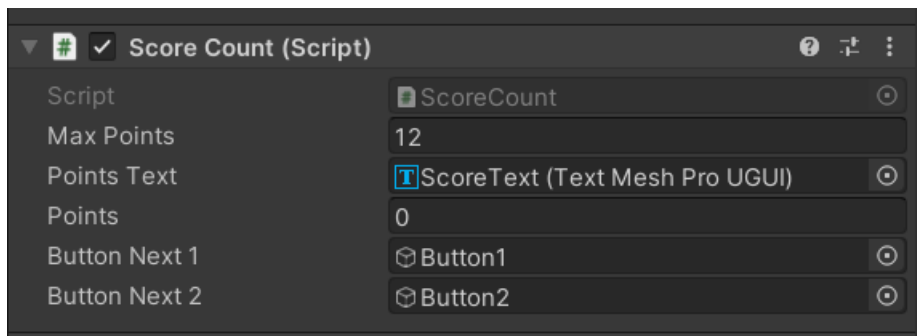 Score Count (Script)
Script ScoreCount
Max Points 12
Points Text ScoreText (Text Mesh Pro UGUI)
Points 0
Button Next 1 Button1
Button Next 2 Button2